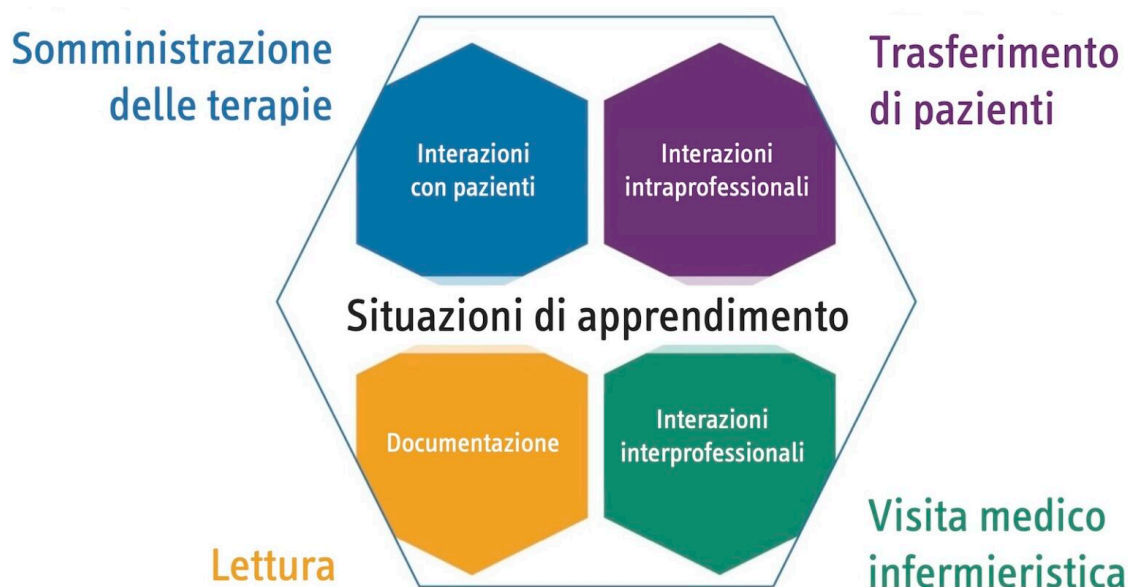 Somministrazione
delle terapie
Trasferimento
di pazienti
Interazioni
con pazienti
Interazioni
intraprofessionali
Situazioni di apprendimento
Documentazione
Interazioni
interprofessionali
Lettura
Visita medico
infermieristica